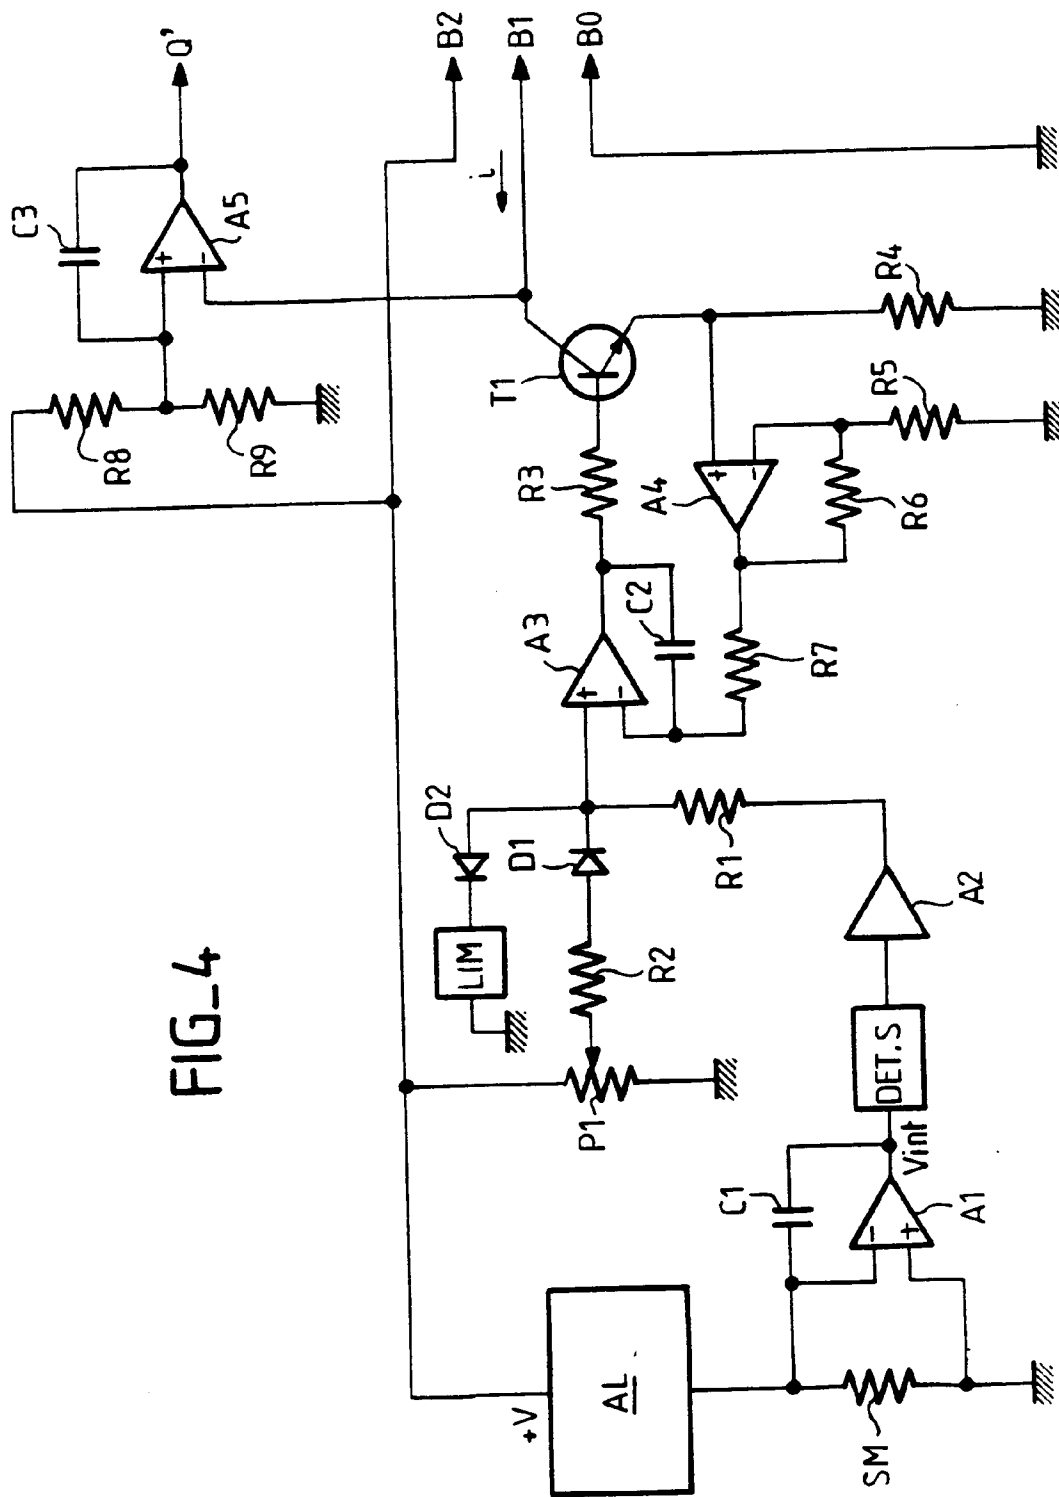 FIG_4
AL
+V
SM
C1
A1
Vint
DET.S
A2
P1
R2
LIM
D2
D1
R1
A3
C2
R7
R3
T1
A4
R6
R5
R4
R8
R9
C3
A5
Q'
B2
B1
B0
i
+
-
+
-
+
-
+
-